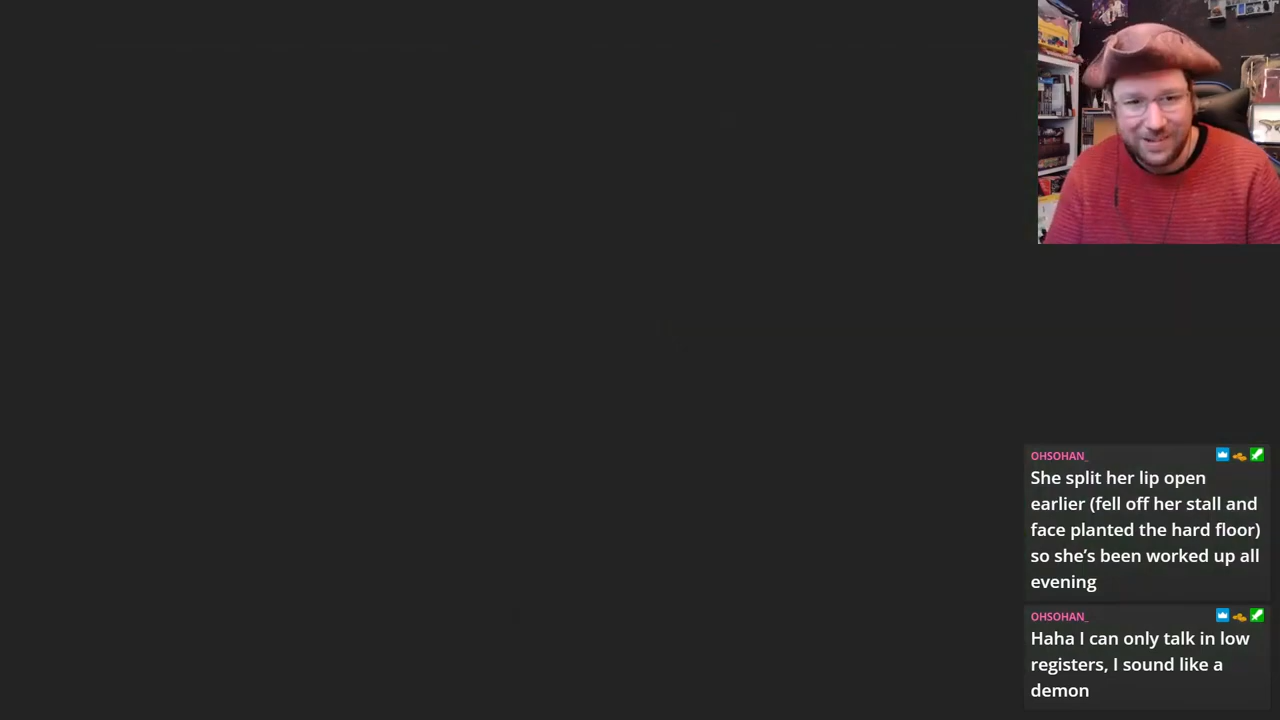 OHSOHAN_
She split her lip open
earlier (fell off her stall and
face planted the hard floor)
so she's been worked up all
evening
OHSOHAN_
Haha I can only talk in low
registers, I sound like a
demon